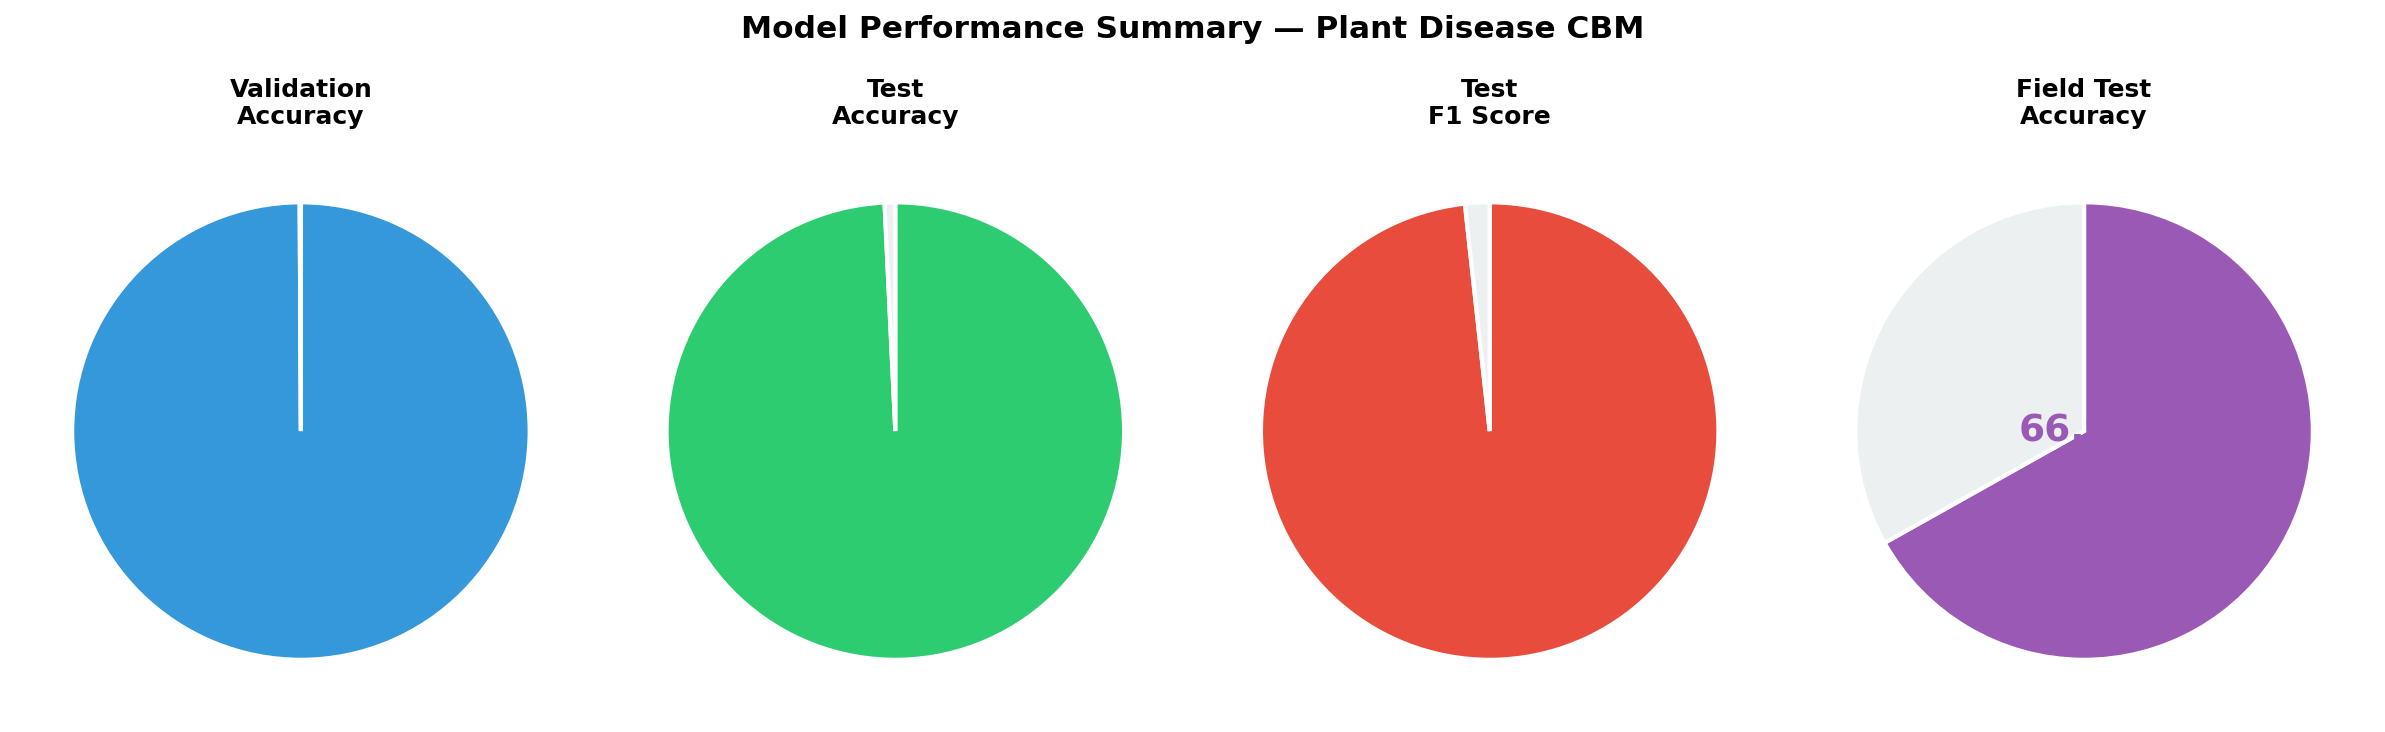 Model Performance Summary — Plant Disease CBM
Validation
Accuracy
Test
Accuracy
Test
F1 Score
Field Test
Accuracy
66.